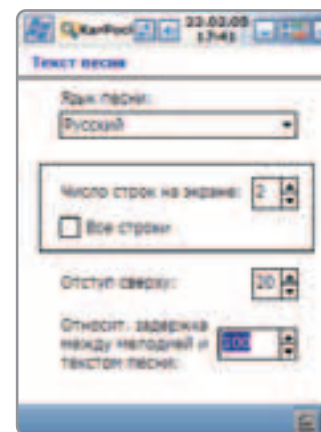 KarPocl
22.02.05
17:41
Текст песни
Язык песни:
Русский
Число строк на экране: 2
Все строки
Отступ сверху: 20
Относит. задержка
между мелодией и 100
текстом песни: